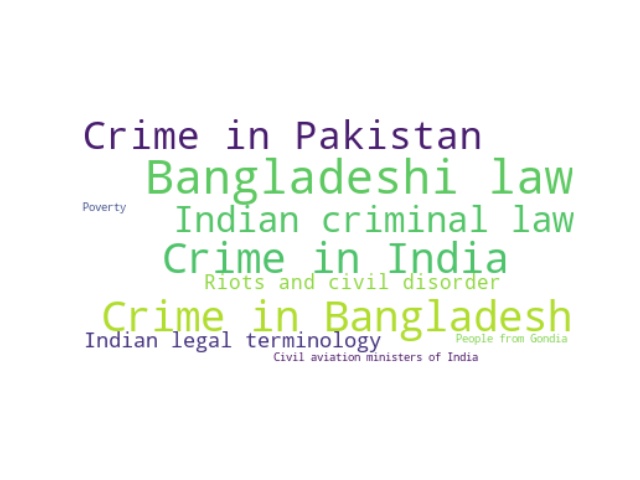 Crime in Pakistan
Bangladeshi law
Poverty
Indian criminal law
Crime in India
Riots and civil disorder
Crime in Bangladesh
Indian legal terminology
People from Gondia
Civil aviation ministers of India